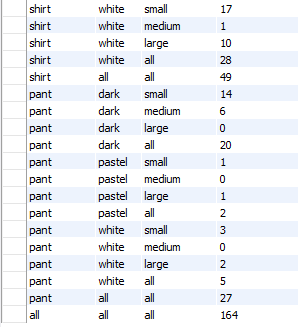 shirt white small 17
shirt white medium 1
shirt white large 10
shirt white all 28
shirt all all 49
pant dark small 14
pant dark medium 6
pant dark large 0
pant dark all 20
pant pastel small 1
pant pastel medium 0
pant pastel large 1
pant pastel all 2
pant white small 3
pant white medium 0
pant white large 2
pant white all 5
pant all all 27
all all all 164